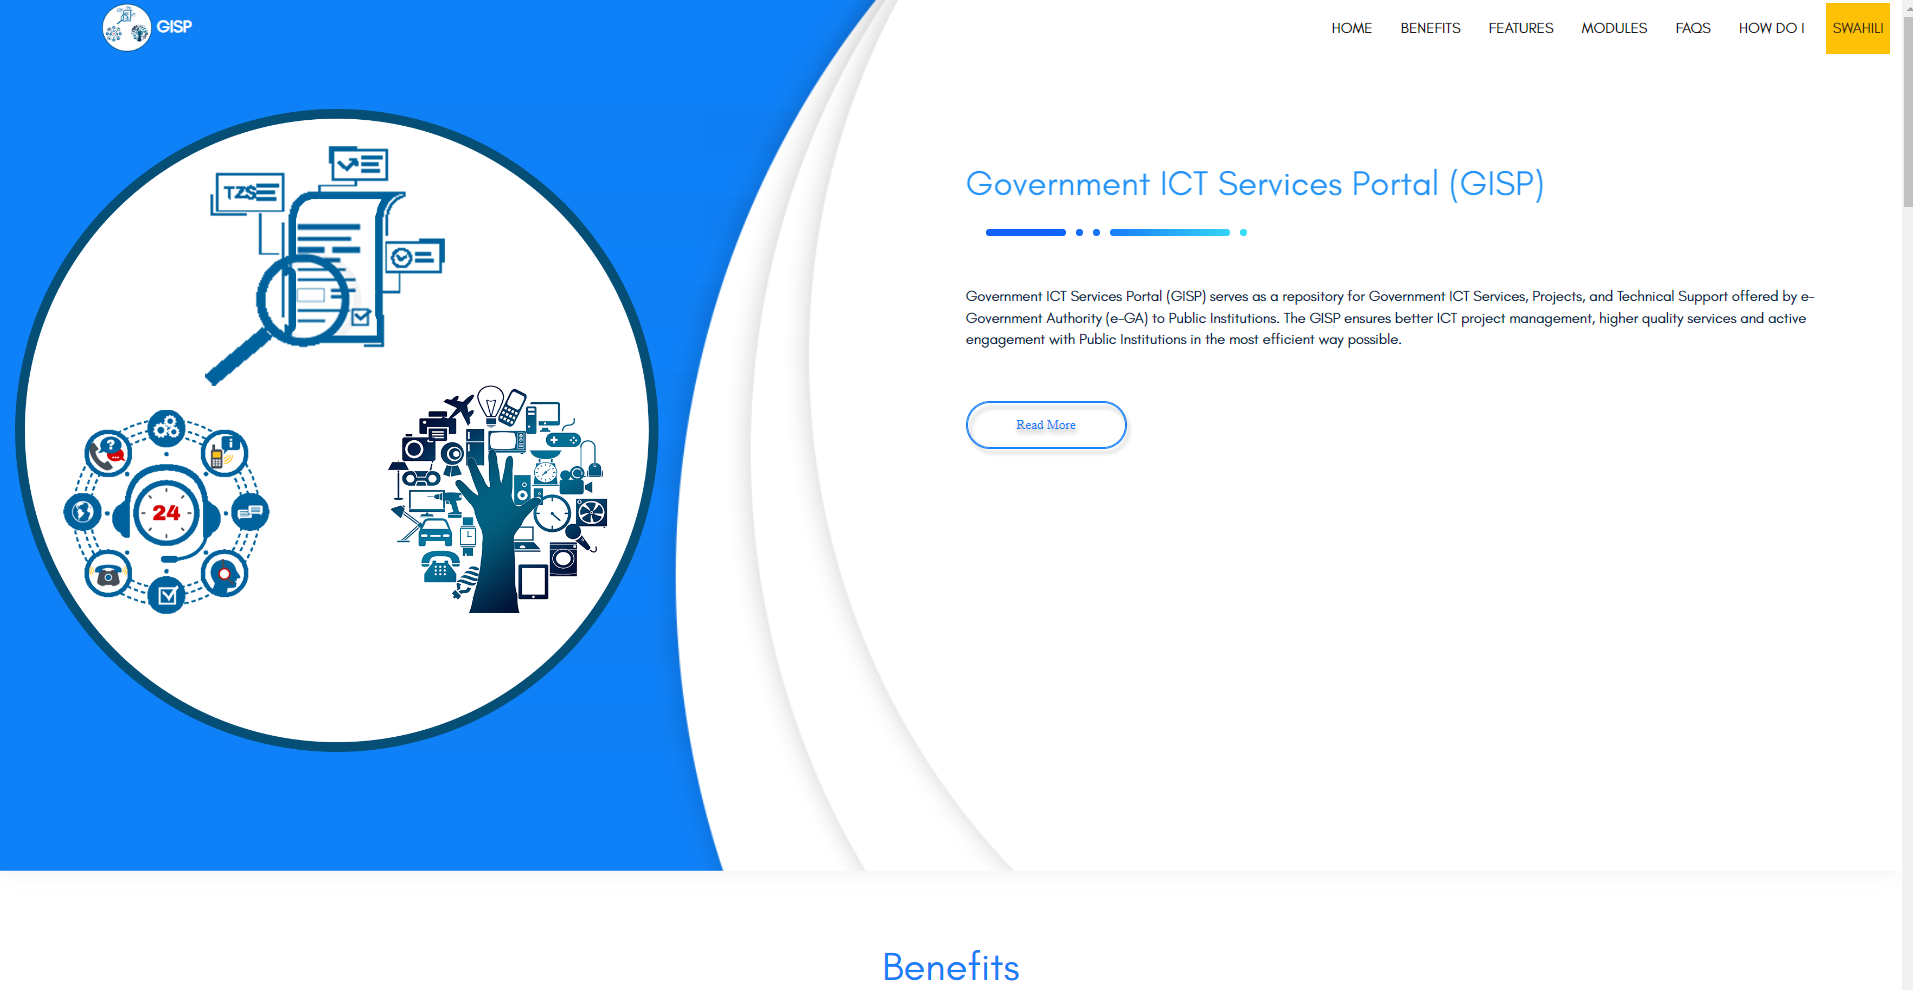 GISP
HOME BENEFITS FEATURES MODULES FAQS HOW DO I SWAHILI
TZS
24
Government ICT Services Portal (GISP)
Government ICT Services Portal (GISP) serves as a repository for Government ICT Services, Projects, and Technical Support offered by e-
Government Authority (e-GA) to Public Institutions. The GISP ensures better ICT project management, higher quality services and active
engagement with Public Institutions in the most efficient way possible.
Read More
Benefits